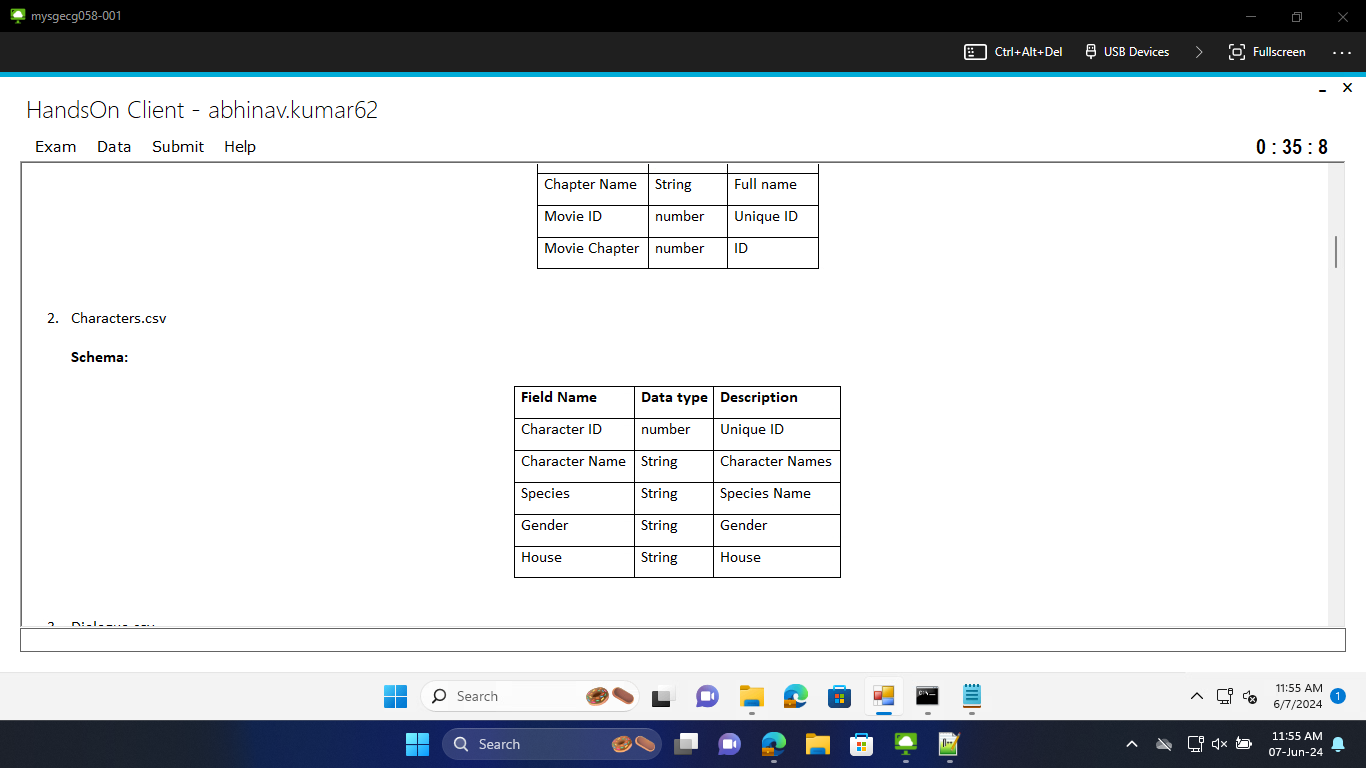 mysgecg058-001
Ctrl+Alt+Del USB Devices Fullscreen
HandsOn Client - abhinav.kumar62
Exam Data Submit Help 0 : 35 : 8
Chapter Name String Full name
Movie ID number Unique ID
Movie Chapter number ID
2. Characters.csv
Schema:
Field Name Data type Description
Character ID number Unique ID
Character Name String Character Names
Species String Species Name
Gender String Gender
House String House
3. Dialogue.csv
Search 11:55 AM
6/7/2024 1
Search 11:55 AM
07-Jun-24